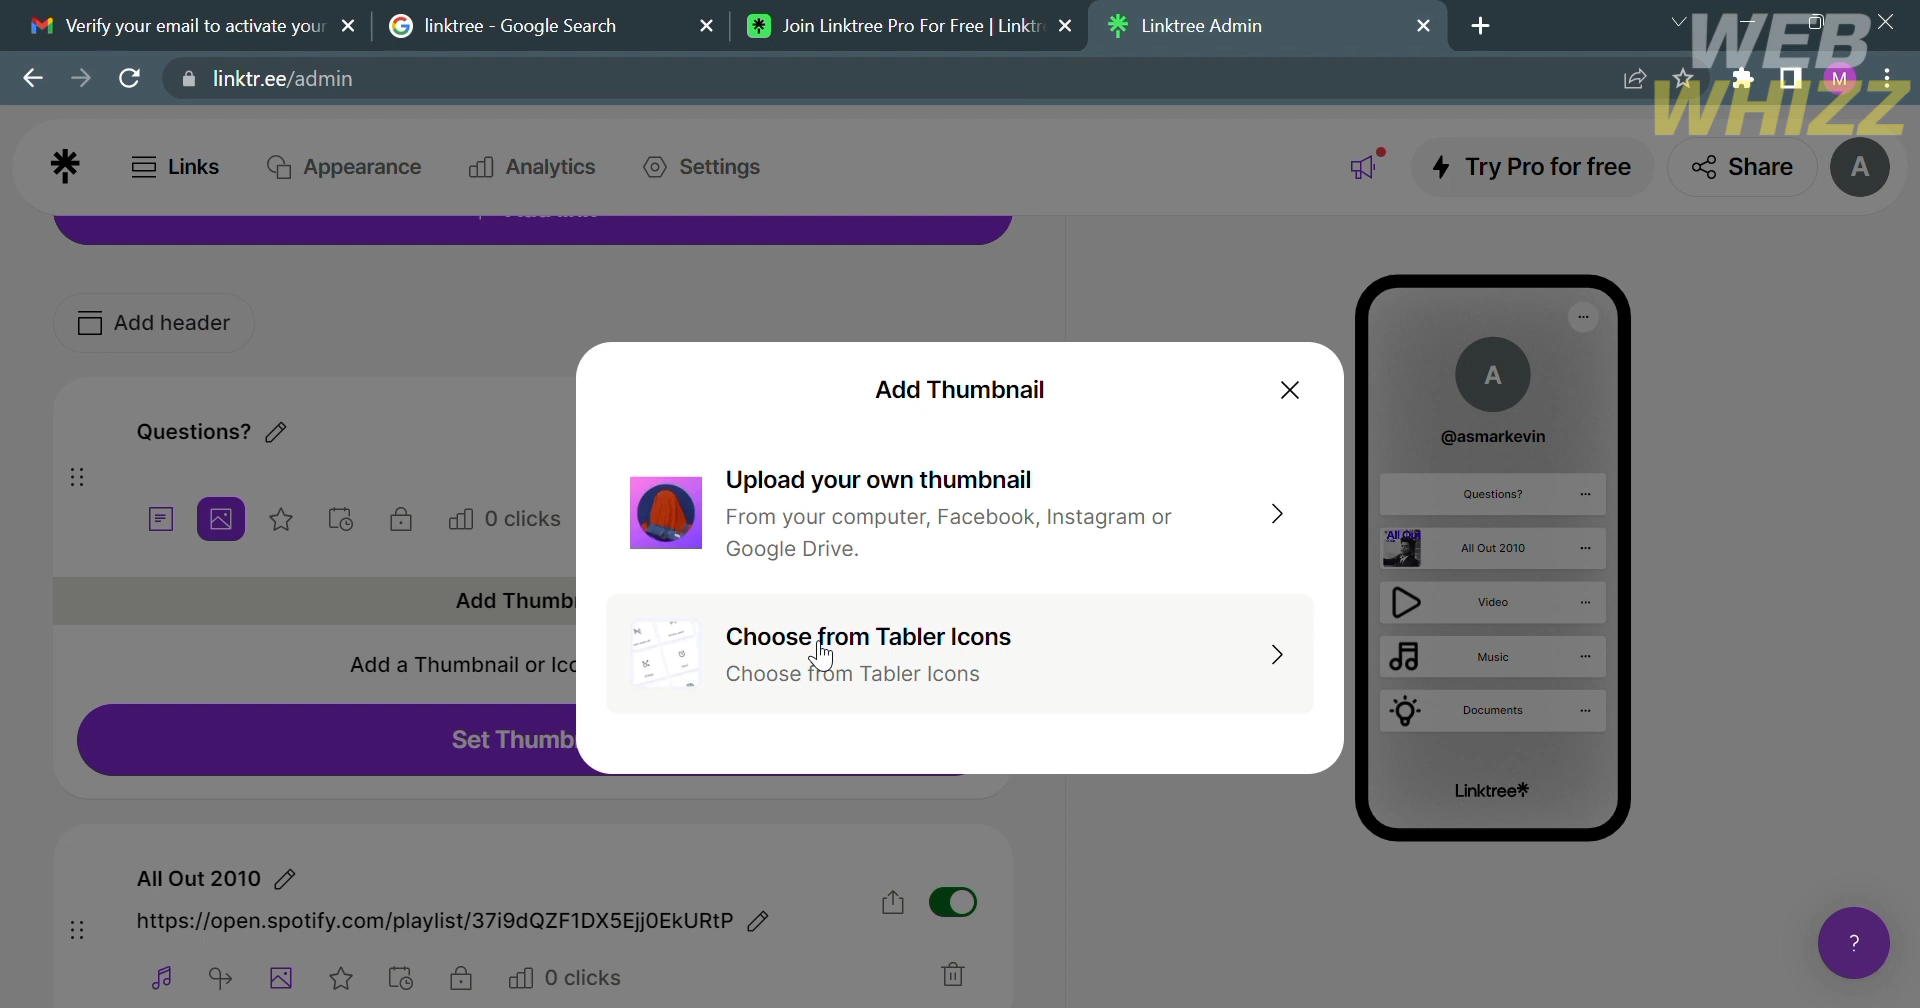 Verify your email to activate your
linktree - Google Search
Join Linktree Pro For Free | Linktr
Linktree Admin
linktr.ee/admin
M
WEB
WHIZZ
Links
Appearance
Analytics
Settings
Try Pro for free
Share
A
Add header
Questions?
0 clicks
Add Thumb
Add a Thumbnail or Ico
Set Thumb
Add Thumbnail
Upload your own thumbnail
From your computer, Facebook, Instagram or
Google Drive.
Choose from Tabler Icons
Choose from Tabler Icons
All Out 2010
https://open.spotify.com/playlist/37i9dQZF1DX5Ejj0EkURtP
0 clicks
A
@asmarkevin
Questions?
All Out
All Out 2010
Video
Music
Documents
Linktree
?